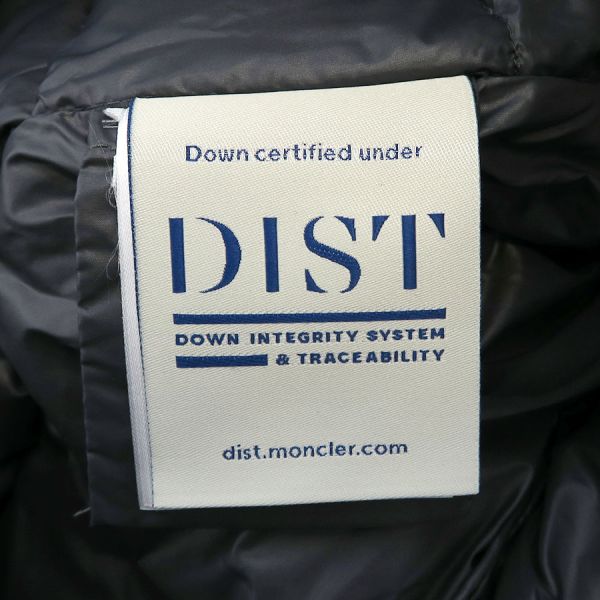 Down certified under
DIST
DOWN INTEGRITY SYSTEM
& TRACEABILITY
dist.moncler.com